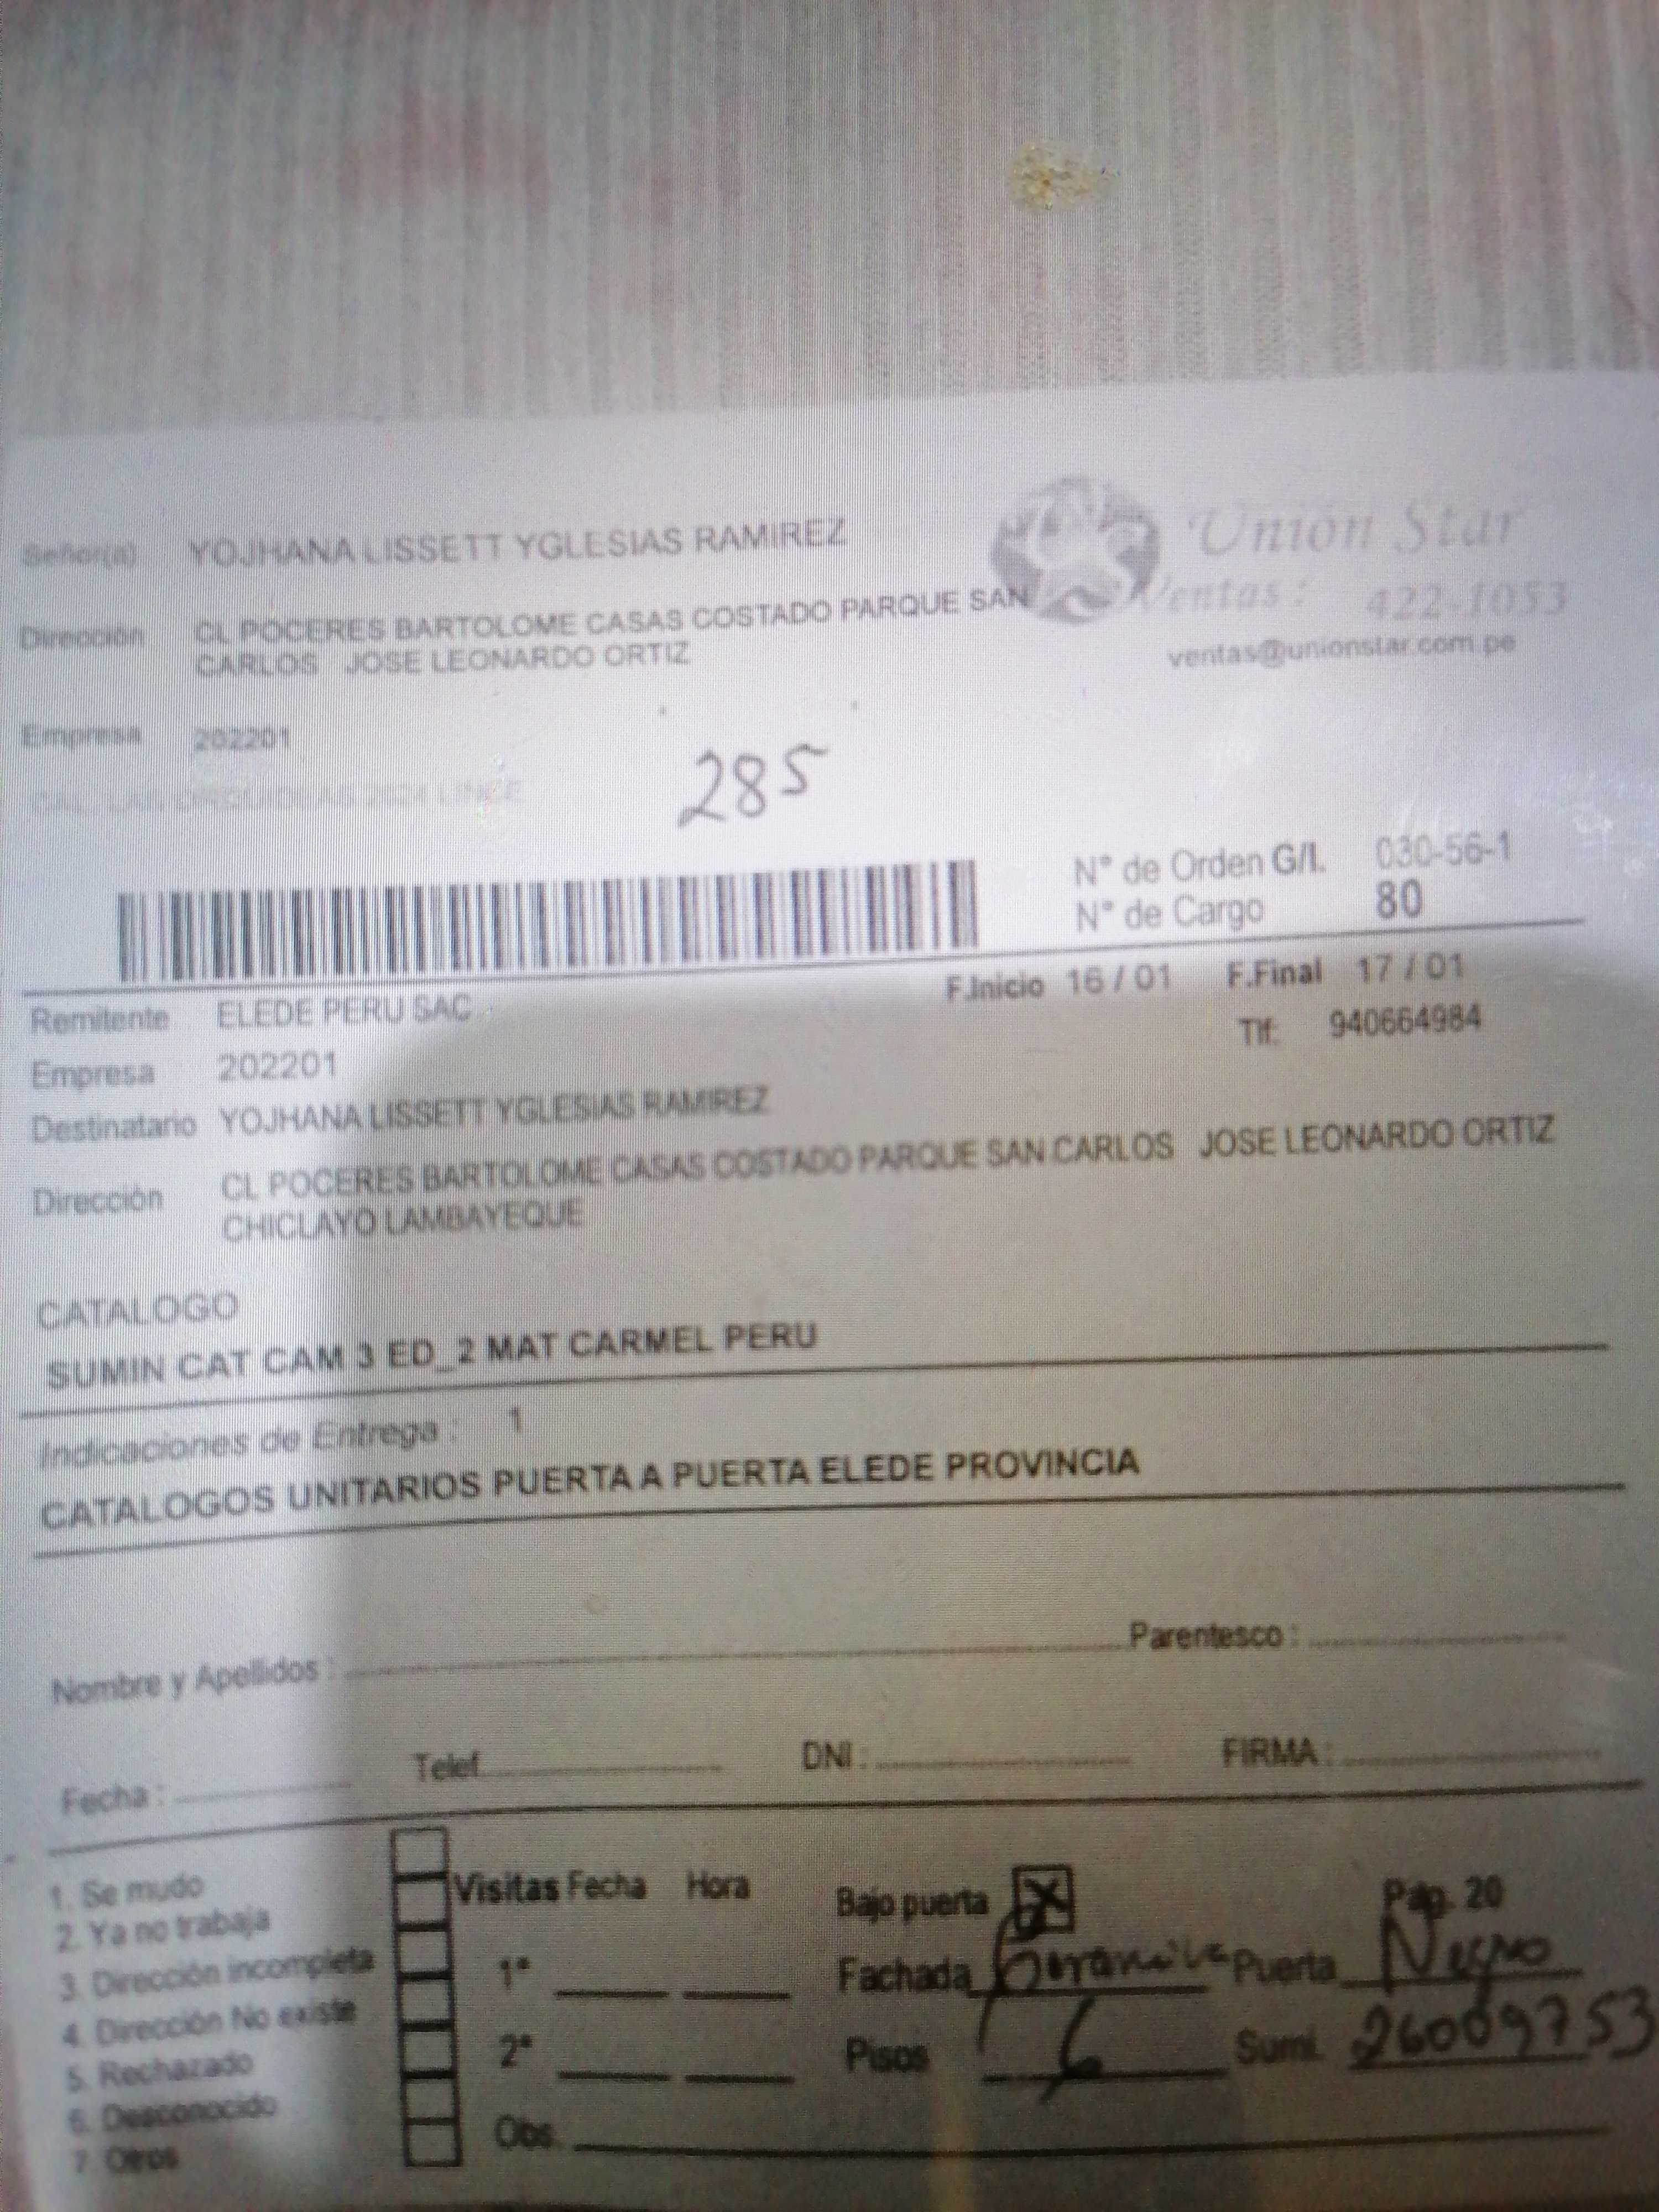 Unión Star
Señor(a) YOJHANA LISSETT YGLESIAS RAMIREZ
Ventas : 422-1053
Dirección CL POCERES BARTOLOME CASAS COSTADO PARQUE SAN
CARLOS JOSE LEONARDO ORTIZ
ventas@unionstar.com.pe
Empresa 202201
285
N° de Orden G/I. 030-56-1
N° de Cargo 80
F.Inicio 16 / 01 F.Final 17 / 01
Remitente ELEDE PERU SAC
Tlf: 940664984
Empresa 202201
Destinatario YOJHANA LISSETT YGLESIAS RAMIREZ
Dirección CL POCERES BARTOLOME CASAS COSTADO PARQUE SAN CARLOS JOSE LEONARDO ORTIZ
CHICLAYO LAMBAYEQUE
CATALOGO
SUMIN CAT CAM 3 ED_2 MAT CARMEL PERU
Indicaciones de Entrega : 1
CATALOGOS UNITARIOS PUERTA A PUERTA ELEDE PROVINCIA
Nombre y Apellidos : Parentesco :
Fecha : Telef. DNI : FIRMA :
1. Se mudo
2. Ya no trabaja
3. Dirección incompleta
4. Dirección No existe
5. Rechazado
6. Desconocido
7 Otros
Visitas Fecha Hora
1ª
2ª
Obs.
Bajo puerta X Pág. 20
Fachada Puerta Negro
Pisos Sumi. 26009753